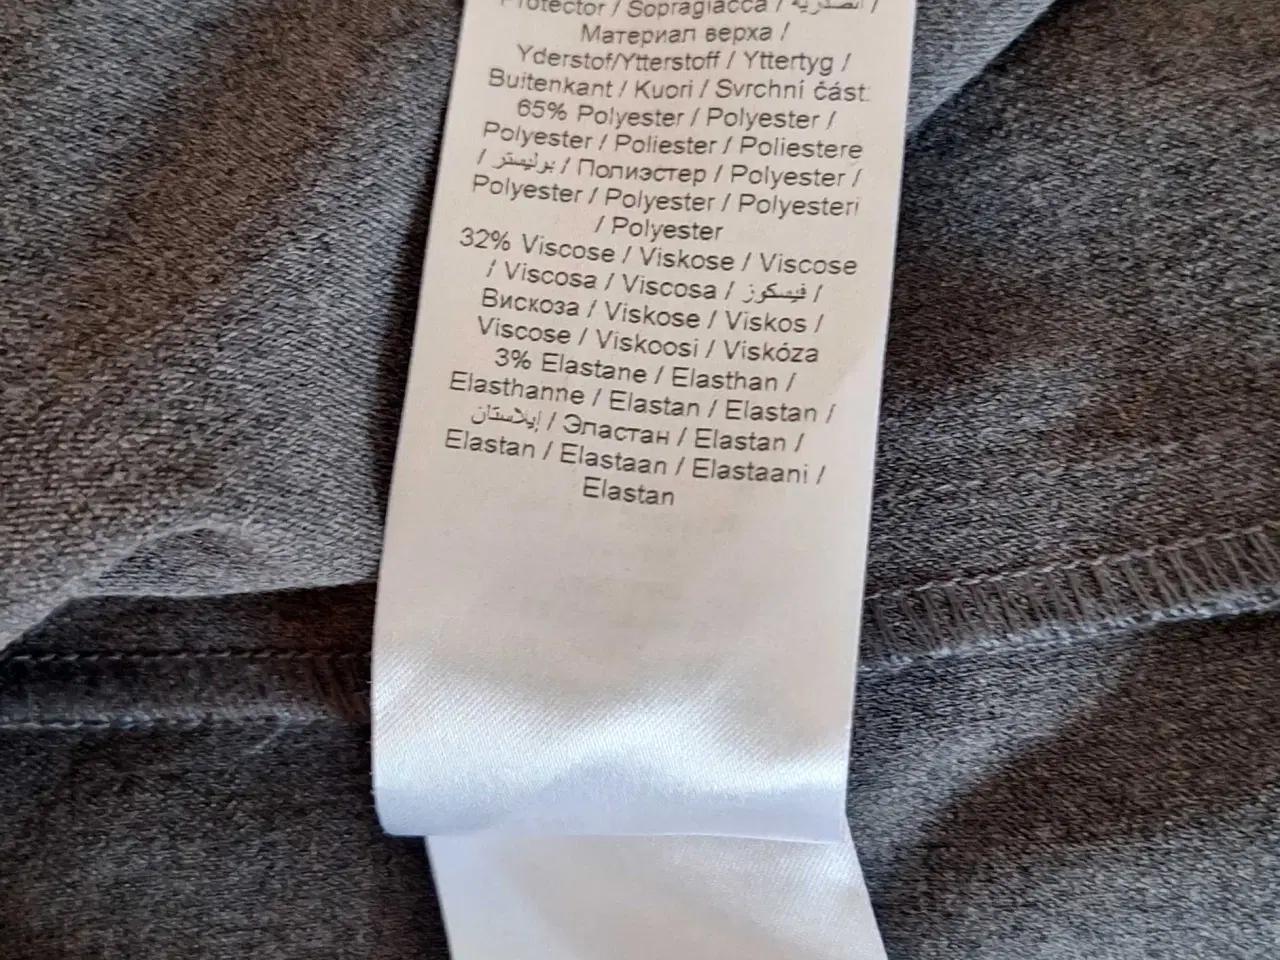 Protector / Sopragiacca / الصدرية /
Материал верха /
Yderstof/Ytterstoff / Yttertyg /
Buitenkant / Kuori / Svrchní část:
65% Polyester / Polyester /
Polyester / Poliester / Poliestere
/ بوليستر / Полиэстер / Polyester /
Polyester / Polyester / Polyesteri
/ Polyester
32% Viscose / Viskose / Viscose
/ Viscosa / Viscosa / فيسكوز /
Вискоза / Viskose / Viskos /
Viscose / Viskoosi / Viskóza
3% Elastane / Elasthan /
Elasthanne / Elastan / Elastan /
إيلاستان / Эластан / Elastan /
Elastan / Elastaan / Elastaani /
Elastan